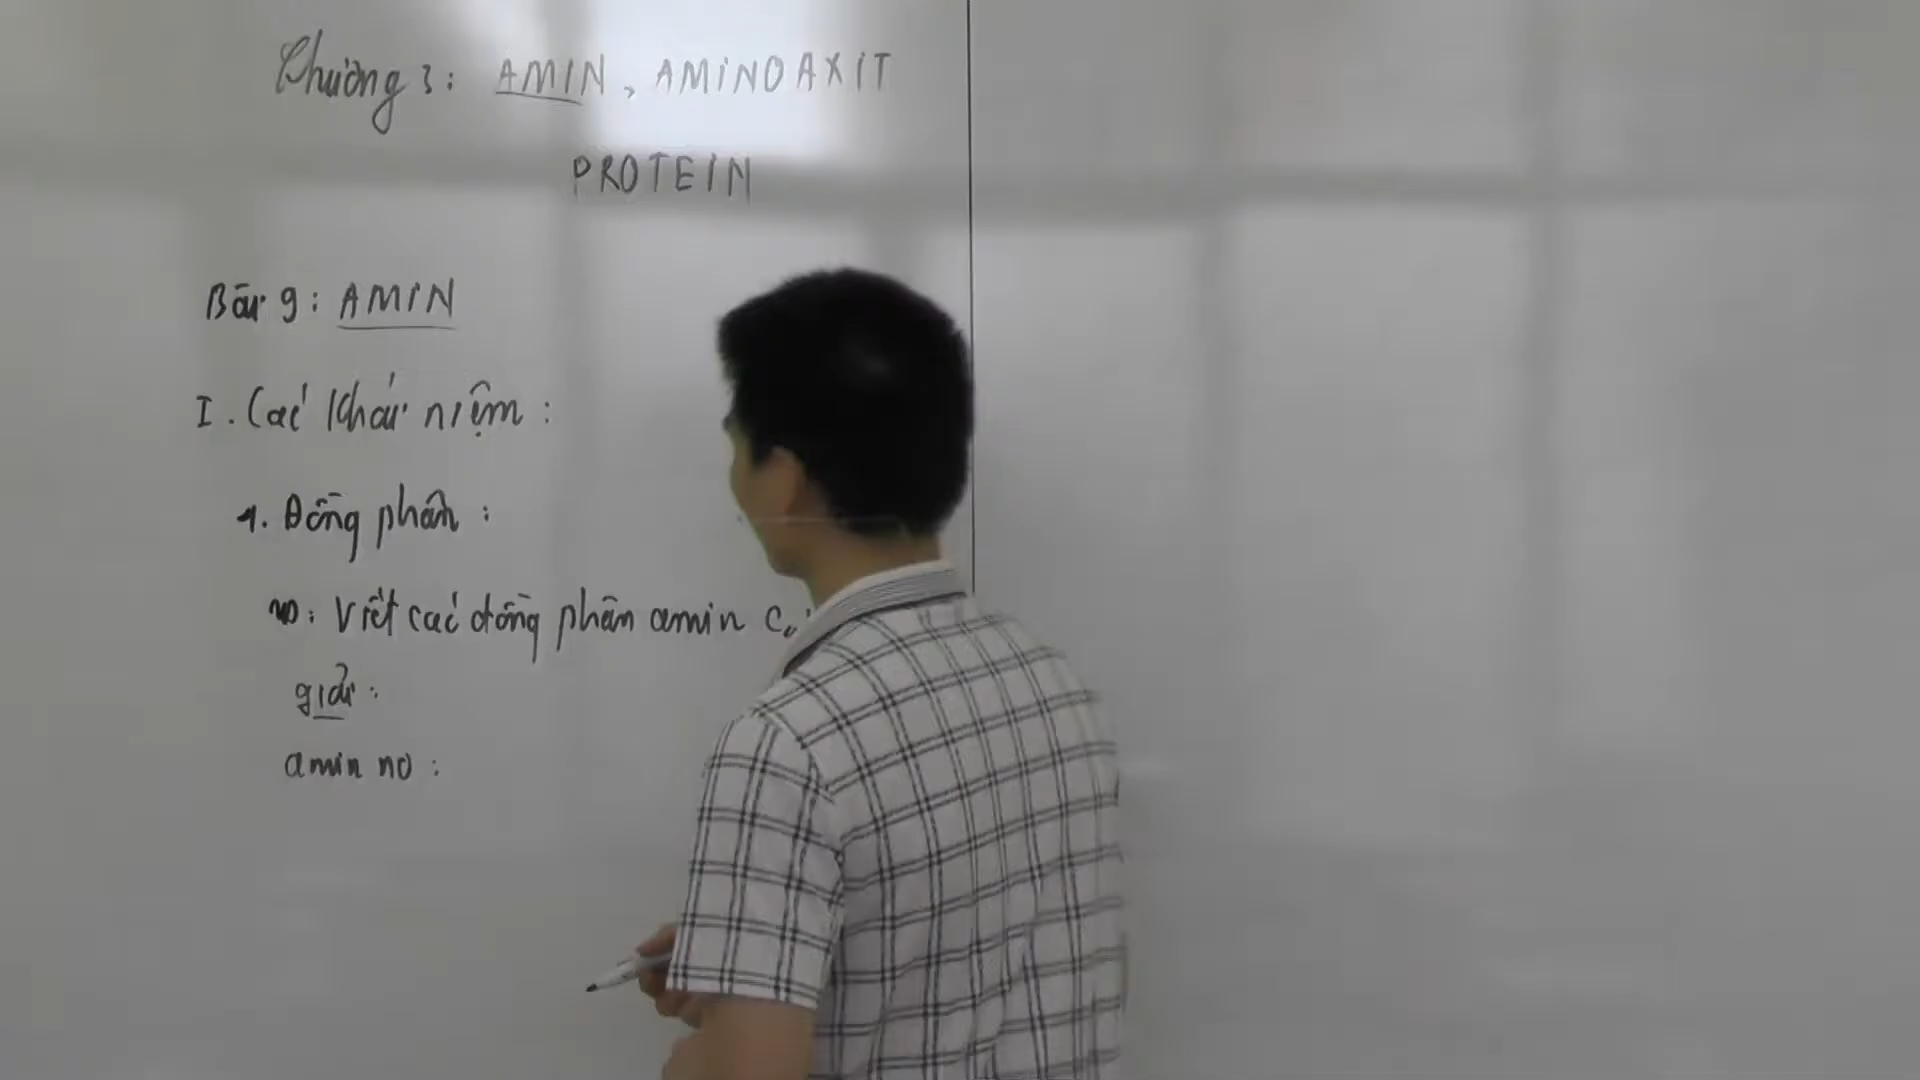 Chương 3: AMIN, AMINOAXIT
PROTEIN
Bài 9: AMIN
I. Các khái niệm:
1. Đồng phân:
VD: Viết các đồng phân amin
giải:
amin no: